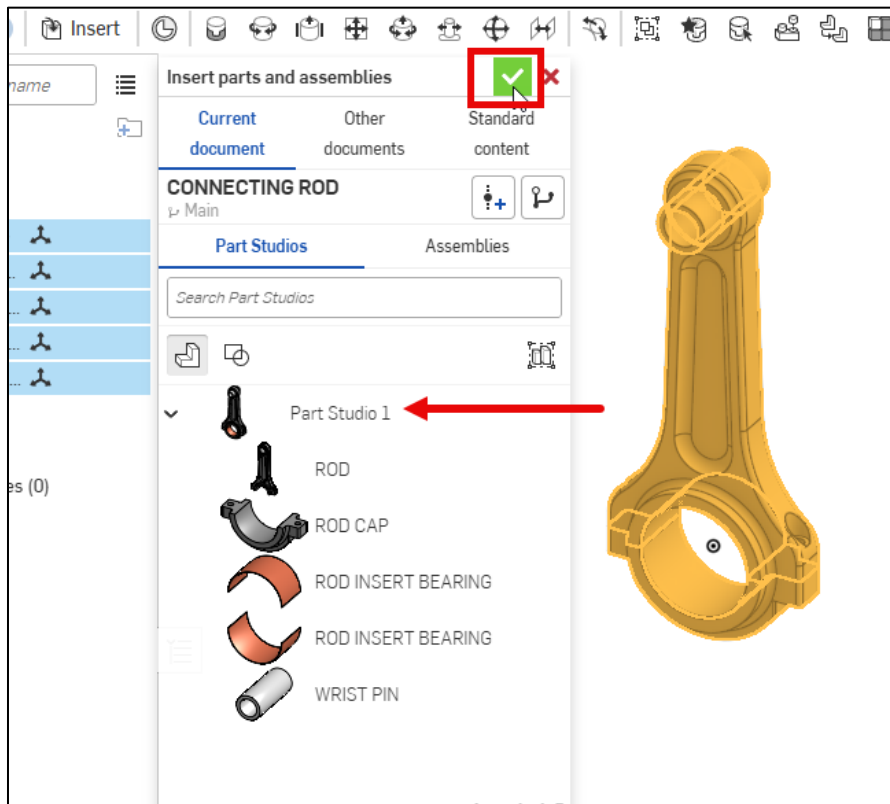 Insert
name
Insert parts and assemblies
Current document
Other documents
Standard content
CONNECTING ROD
Main
Part Studios
Assemblies
Search Part Studios
Part Studio 1
ROD
ROD CAP
es (0)
ROD INSERT BEARING
ROD INSERT BEARING
WRIST PIN